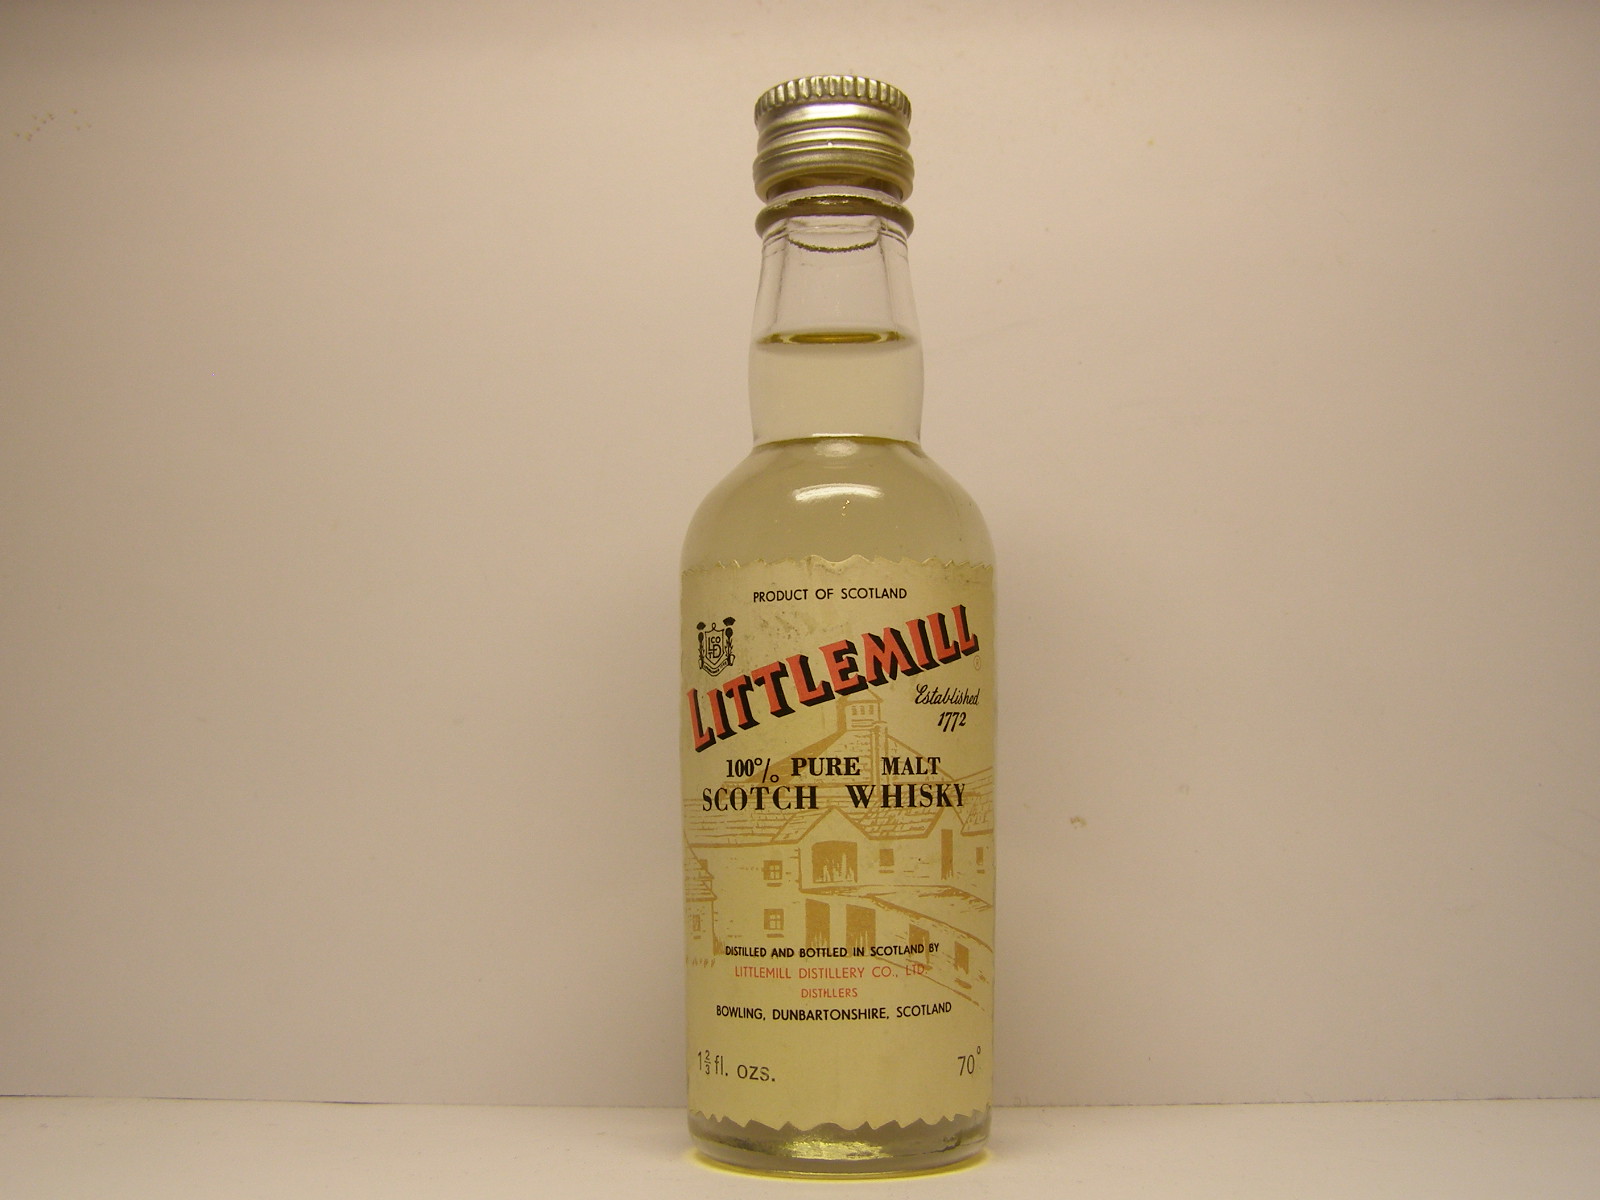 PRODUCT OF SCOTLAND
LITTLEMILL ®
Established
1772
100% PURE MALT
SCOTCH WHISKY
DISTILLED AND BOTTLED IN SCOTLAND BY
LITTLEMILL DISTILLERY CO., LTD.
DISTILLERS
BOWLING, DUNBARTONSHIRE, SCOTLAND
1⅔ fl. ozs. 70°